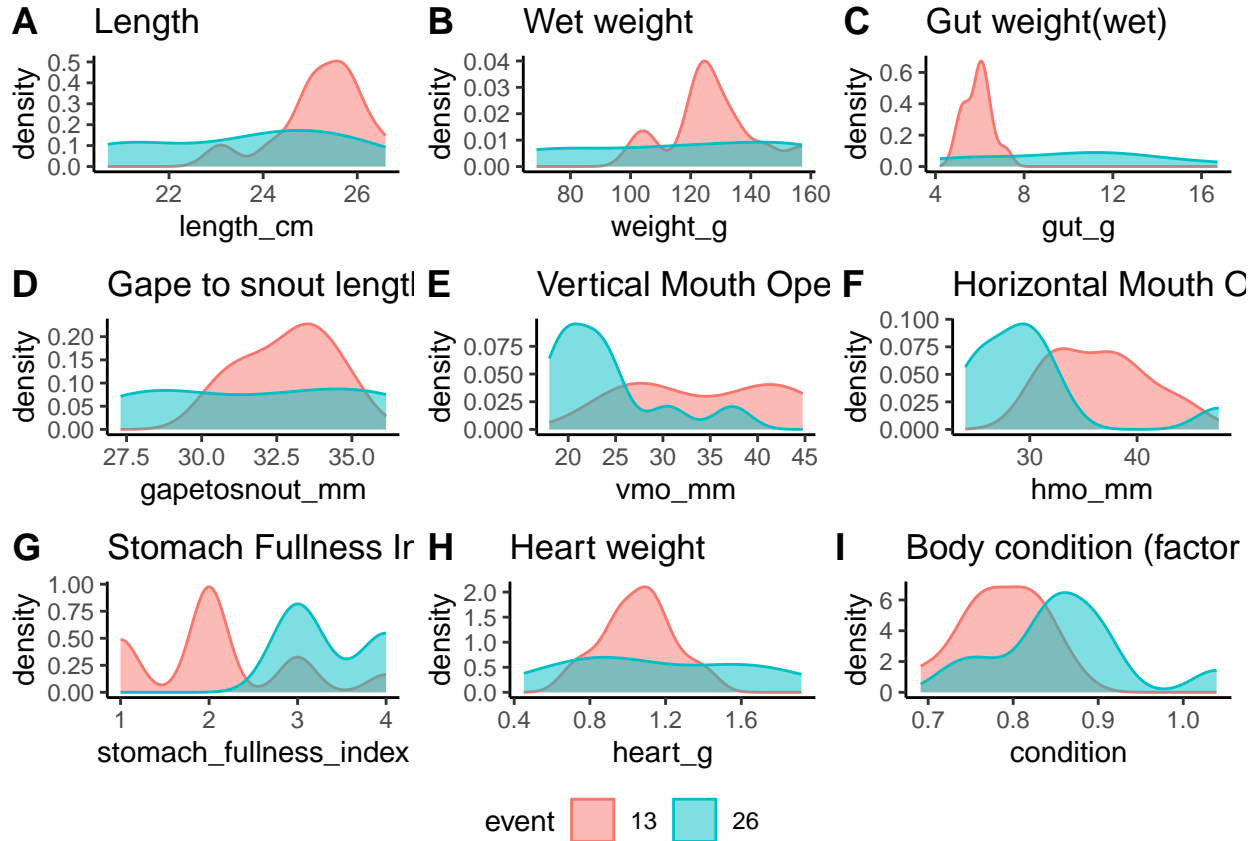 A Length B Wet weight C Gut weight(wet)
density 0.0 0.1 0.2 0.3 0.4 0.5 22 24 26 length_cm
density 0.00 0.01 0.02 0.03 0.04 80 100 120 140 160 weight_g
density 0.0 0.2 0.4 0.6 4 8 12 16 gut_g
D Gape to snout lengt E Vertical Mouth Ope F Horizontal Mouth O
density 0.00 0.05 0.10 0.15 0.20 27.5 30.0 32.5 35.0 gapetosnout_mm
density 0.000 0.025 0.050 0.075 20 25 30 35 40 45 vmo_mm
density 0.000 0.025 0.050 0.075 0.100 30 40 hmo_mm
G Stomach Fullness In H Heart weight I Body condition (factor
density 0.00 0.25 0.50 0.75 1.00 1 2 3 4 stomach_fullness_index
density 0.0 0.5 1.0 1.5 2.0 0.4 0.8 1.2 1.6 heart_g
density 0 2 4 6 0.7 0.8 0.9 1.0 condition
event 13 26